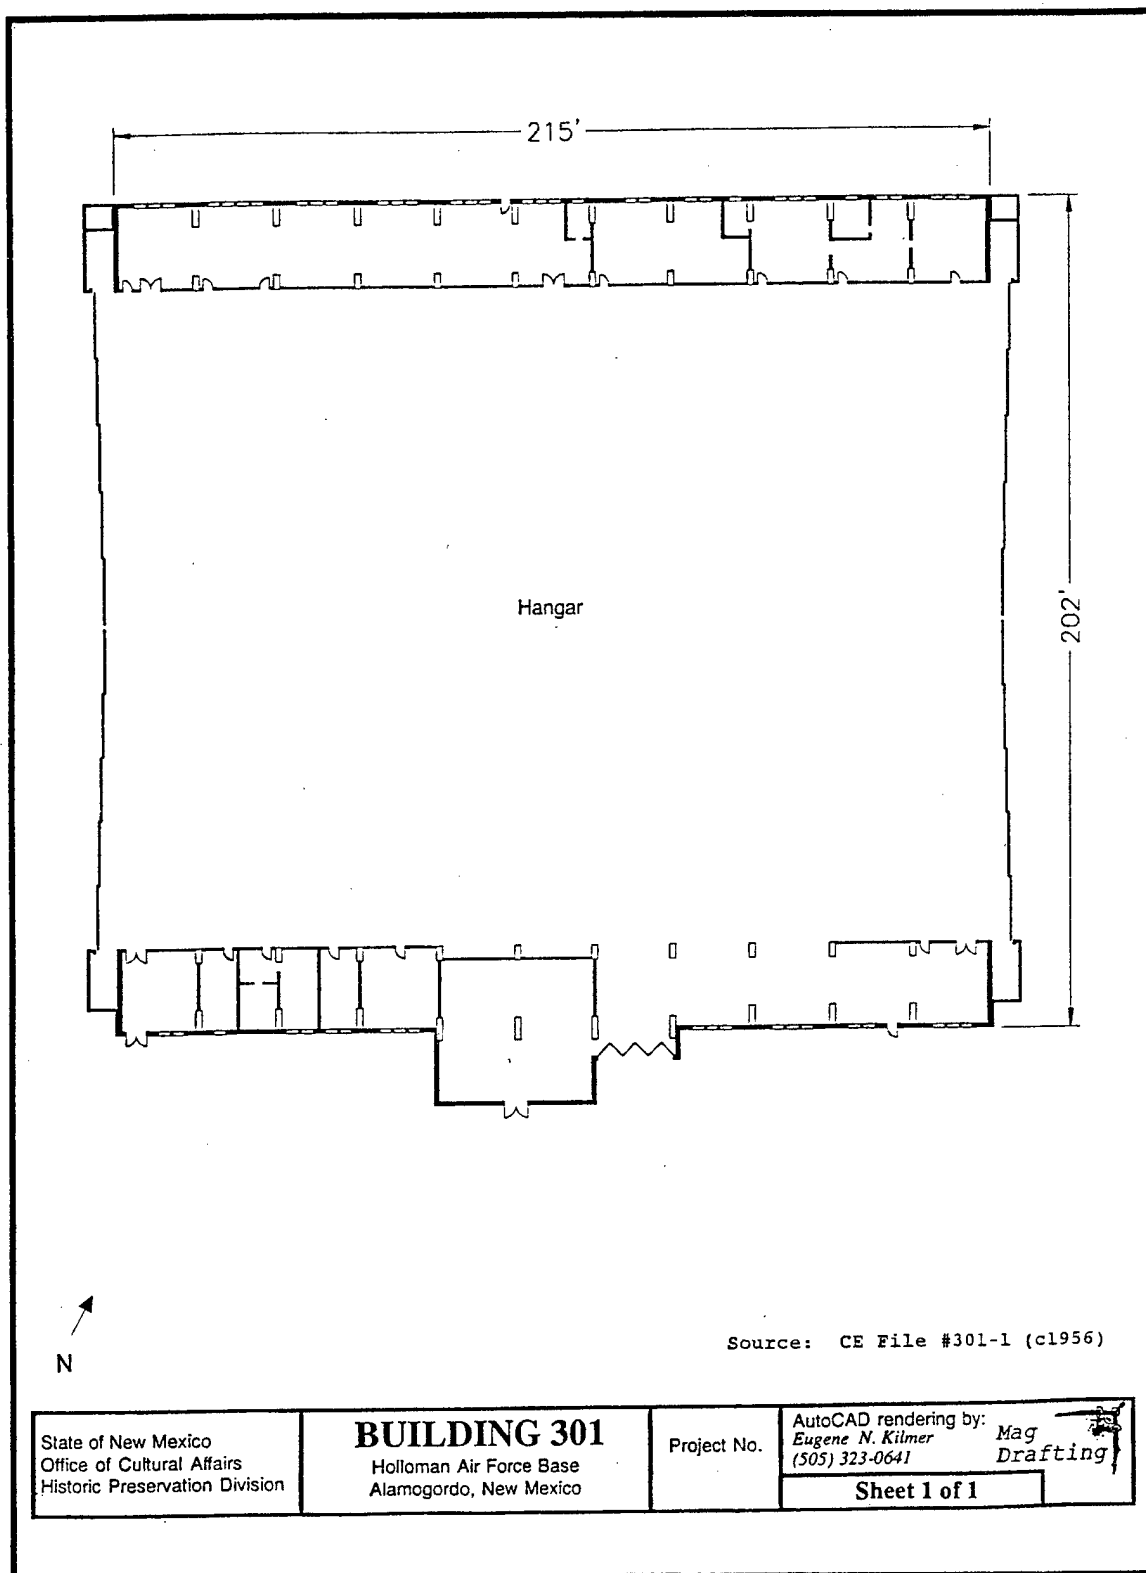 215'
202'
Hangar
N
Source: CE File #301-1 (c1956)
State of New Mexico
Office of Cultural Affairs
Historic Preservation Division
BUILDING 301
Holloman Air Force Base
Alamogordo, New Mexico
Project No.
AutoCAD rendering by:
Eugene N. Kilmer
(505) 323-0641
Mag
Drafting
Sheet 1 of 1